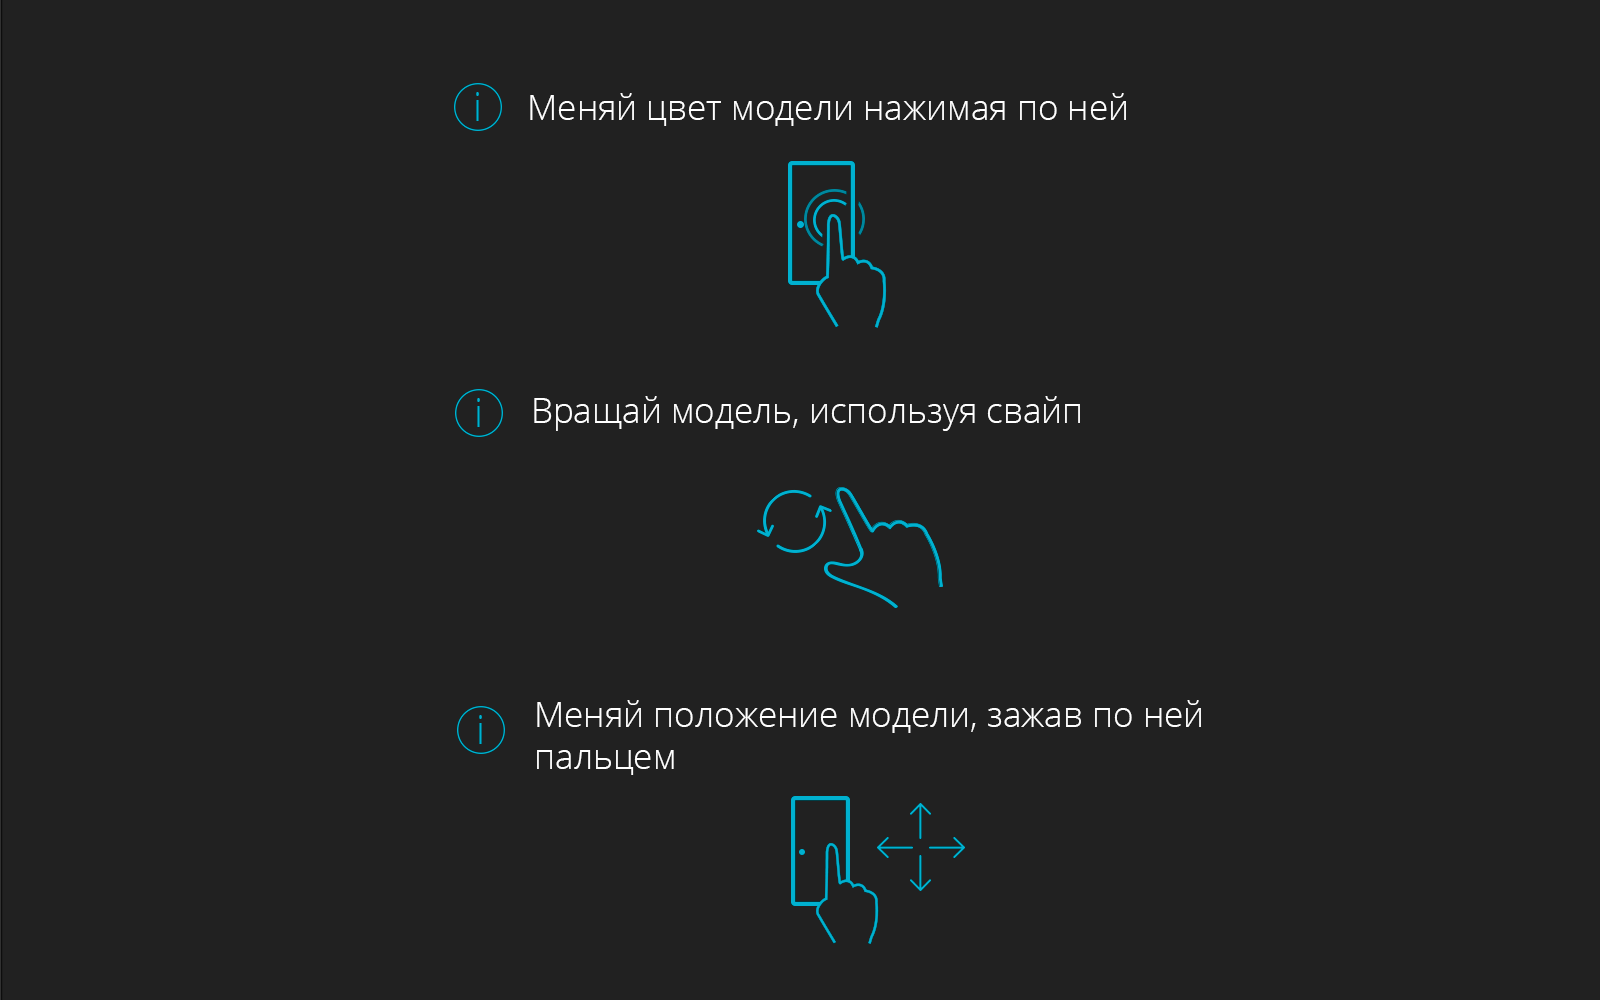 Меняй цвет модели нажимая по ней
Вращай модель, используя свайп
Меняй положение модели, зажав по ней
пальцем